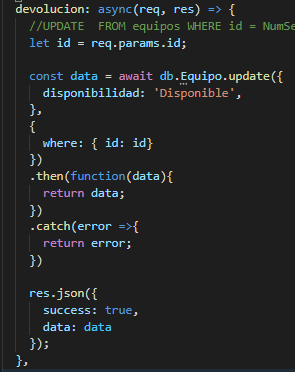 devolucion: async(req, res) => {
//UPDATE  FROM equipos WHERE id = NumSe
let id = req.params.id;
const data = await db.Equipo.update({
disponibilidad: 'Disponible',
},
{
where: { id: id}
})
.then(function(data){
return data;
})
.catch(error =>{
return error;
})
res.json({
success: true,
data: data
});
},